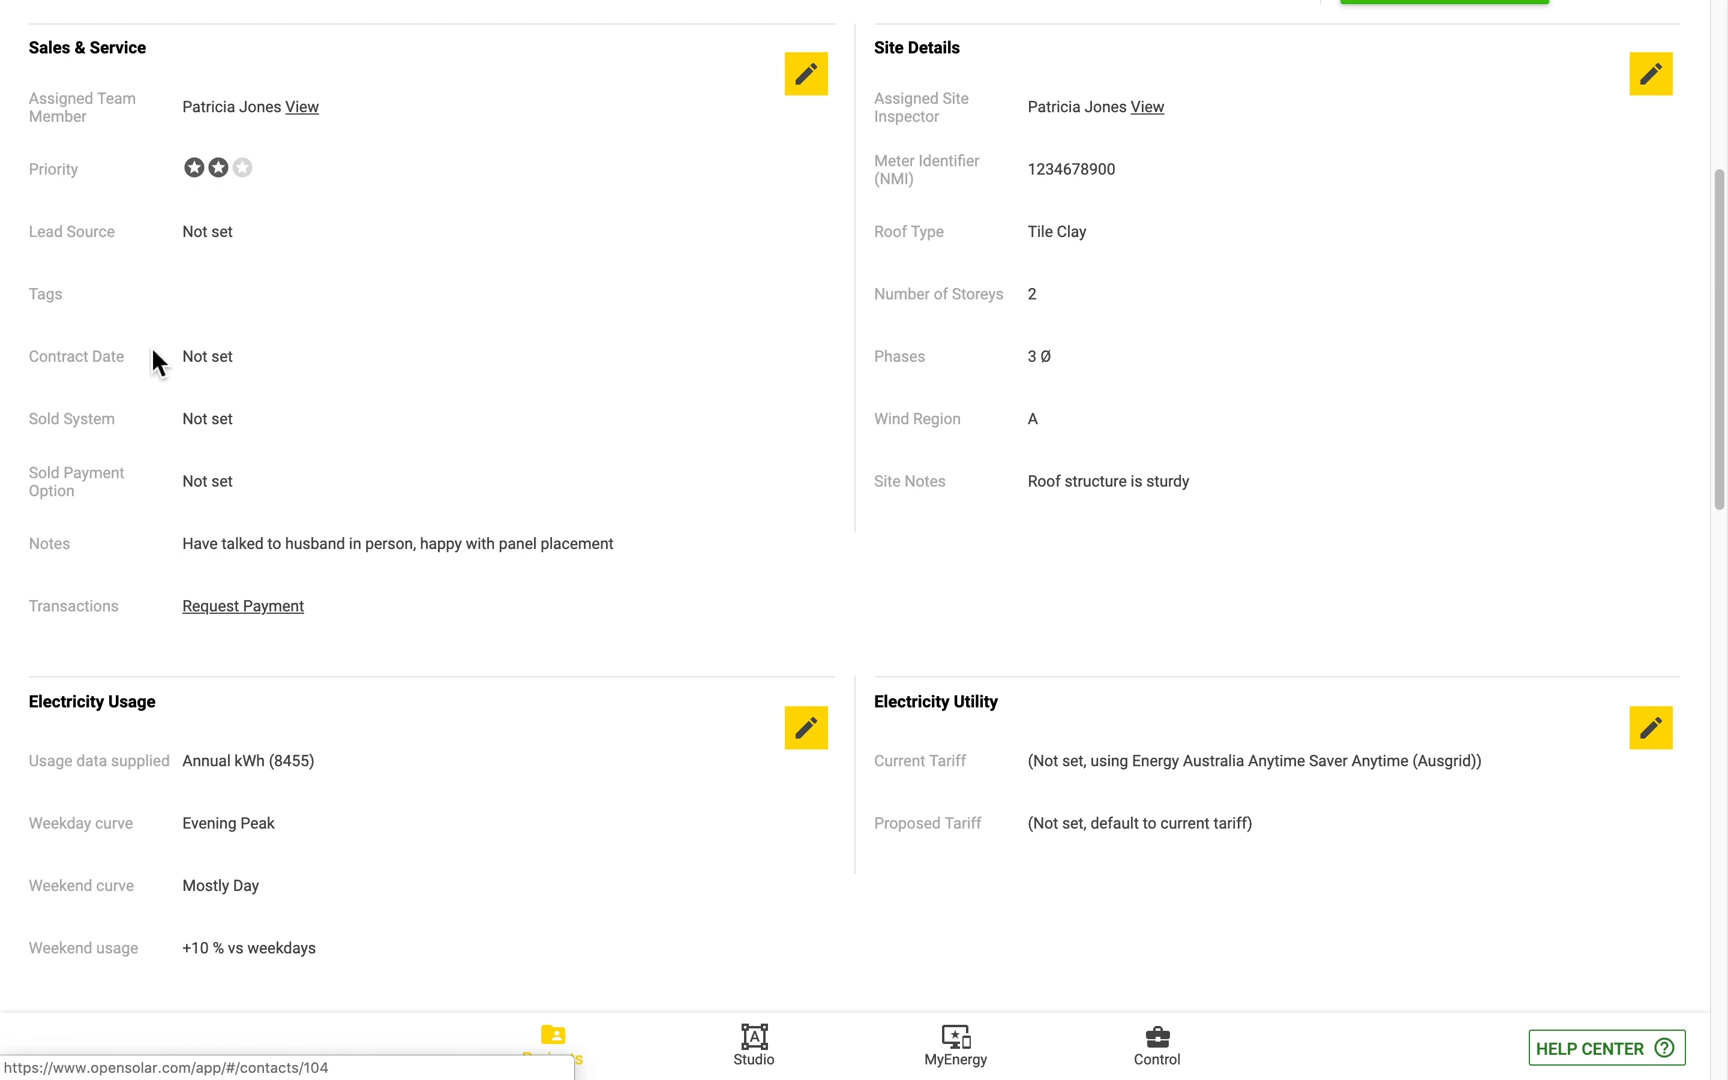 Sales & Service
Assigned Team
Member
Patricia Jones View
Priority
Lead Source
Not set
Tags
Contract Date
Not set
Sold System
Not set
Sold Payment
Option
Not set
Notes
Have talked to husband in person, happy with panel placement
Transactions
Request Payment
Site Details
Assigned Site
Inspector
Patricia Jones View
Meter Identifier
(NMI)
1234678900
Roof Type
Tile Clay
Number of Storeys
2
Phases
3 Ø
Wind Region
A
Site Notes
Roof structure is sturdy
Electricity Usage
Usage data supplied
Annual kWh (8455)
Weekday curve
Evening Peak
Weekend curve
Mostly Day
Weekend usage
+10 % vs weekdays
Electricity Utility
Current Tariff
(Not set, using Energy Australia Anytime Saver Anytime (Ausgrid))
Proposed Tariff
(Not set, default to current tariff)
Studio
MyEnergy
Control
HELP CENTER ?
https://www.opensolar.com/app/#/contacts/104